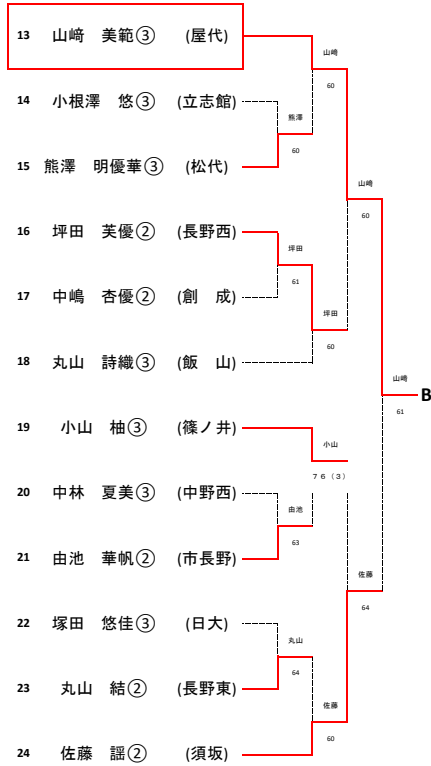 13 山﨑 美範③ (屋代)
14 小根澤 悠③ (立志館)
15 熊澤 明優華③ (松代)
16 坪田 芙優② (長野西)
17 中嶋 杏優② (創 成)
18 丸山 詩織③ (飯 山)
19 小山 柚③ (篠ノ井)
20 中林 夏美③ (中野西)
21 由池 華帆② (市長野)
22 塚田 悠佳③ (日大)
23 丸山 結② (長野東)
24 佐藤 謡② (須坂)
熊澤
60
坪田
61
由池
63
丸山
64
山﨑
60
坪田
60
小山
76(3)
佐藤
60
山﨑
60
佐藤
64
山﨑
61
B